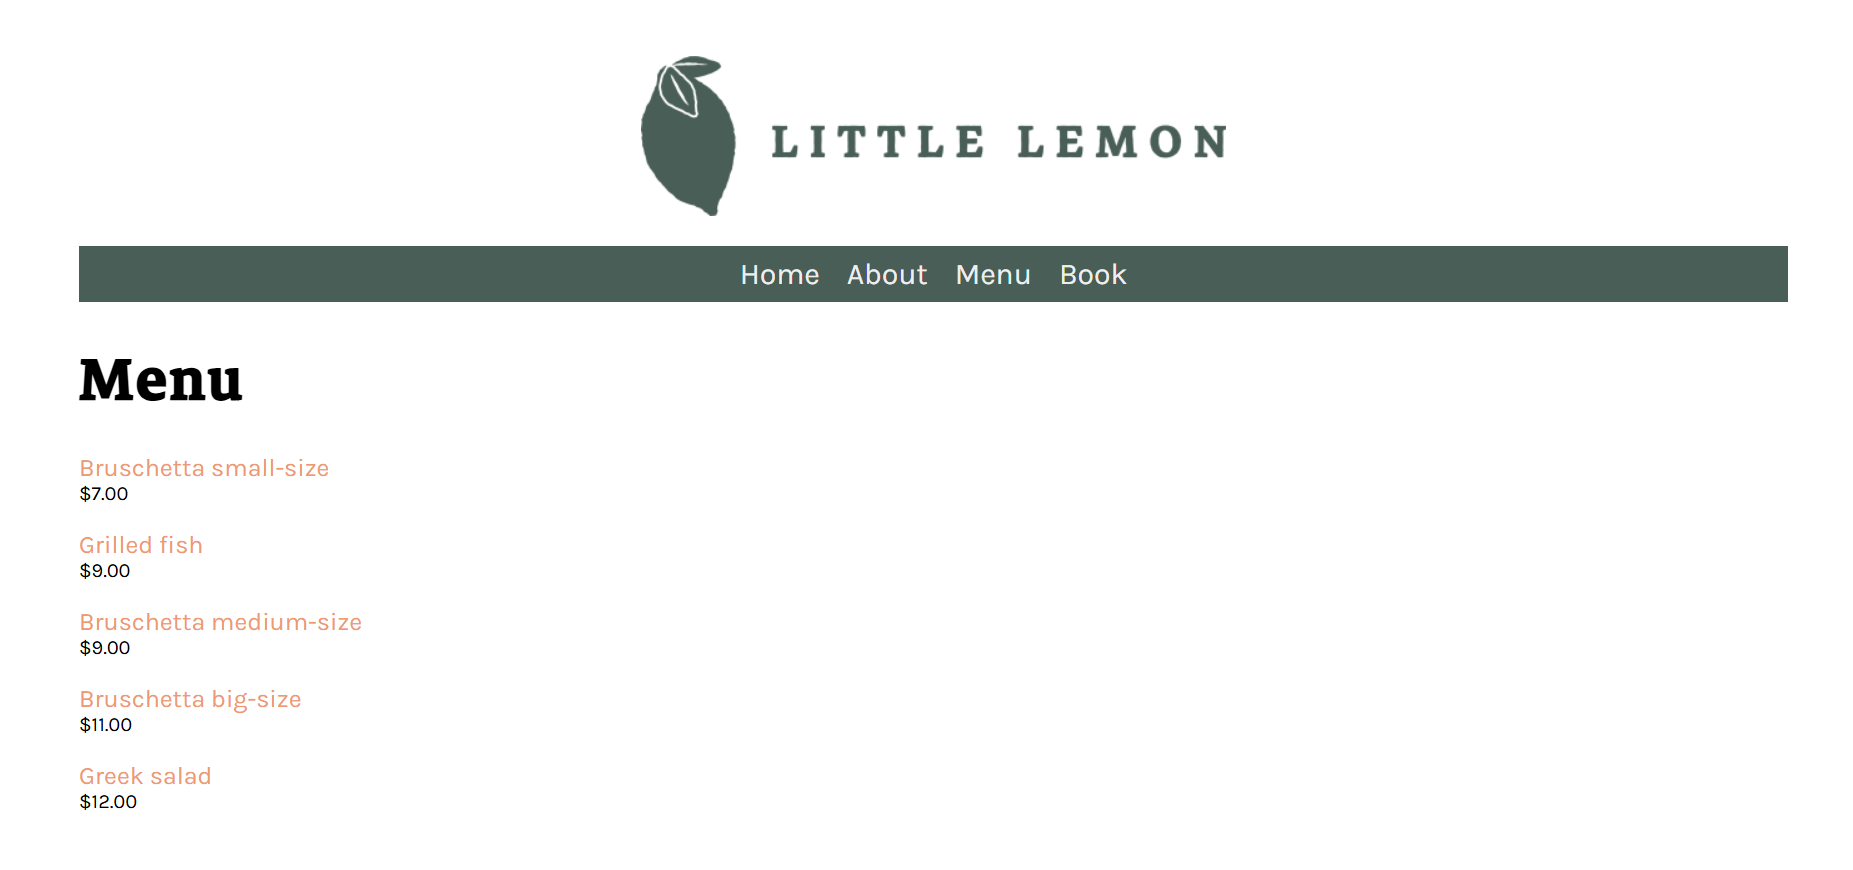 LITTLE LEMON
Home About Menu Book
Menu
Bruschetta small-size
$7.00
Grilled fish
$9.00
Bruschetta medium-size
$9.00
Bruschetta big-size
$11.00
Greek salad
$12.00